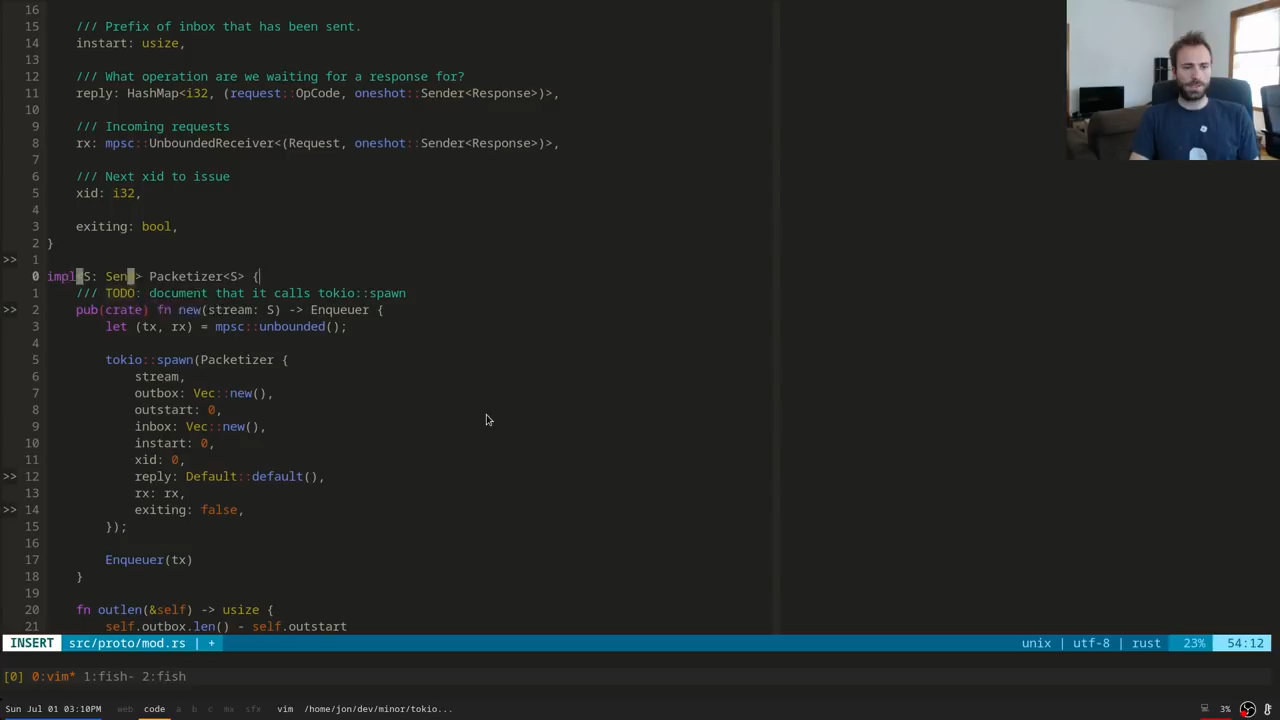 16
15 /// Prefix of inbox that has been sent.
14 instart: usize,
13
12 /// What operation are we waiting for a response for?
11 reply: HashMap<i32, (request::OpCode, oneshot::Sender<Response>)>,
10
9 /// Incoming requests
8 rx: mpsc::UnboundedReceiver<(Request, oneshot::Sender<Response>)>,
7
6 /// Next xid to issue
5 xid: i32,
4
3 exiting: bool,
2 }
>> 1
0 impl<S: Sen > Packetizer<S> {
1 /// TODO: document that it calls tokio::spawn
>> 2 pub(crate) fn new(stream: S) -> Enqueuer {
3 let (tx, rx) = mpsc::unbounded();
4
5 tokio::spawn(Packetizer {
6 stream,
7 outbox: Vec::new(),
8 outstart: 0,
9 inbox: Vec::new(),
10 instart: 0,
11 xid: 0,
>> 12 reply: Default::default(),
13 rx: rx,
>> 14 exiting: false,
15 });
16
17 Enqueuer(tx)
18 }
19
20 fn outlen(&self) -> usize {
21 self.outbox.len() - self.outstart
INSERT src/proto/mod.rs | + unix | utf-8 | rust 23% 54:12
[0] 0:vim* 1:fish- 2:fish
Sun Jul 01 03:10PM web code a b c mx sfx vim /home/jon/dev/minor/tokio... 3%